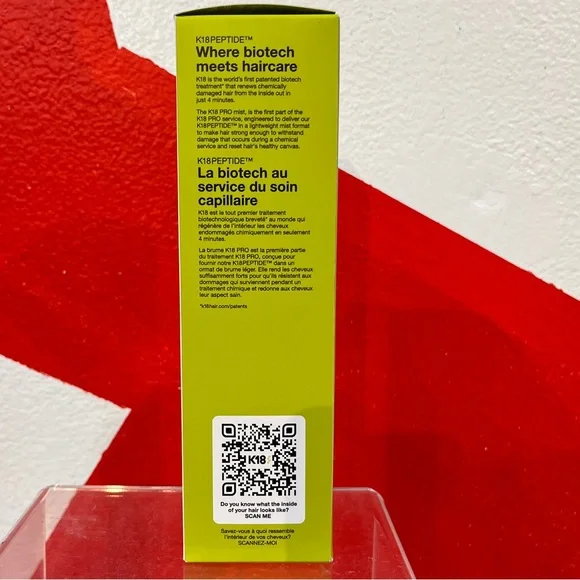 K18PEPTIDE™
Where biotech
meets haircare
K18 is the world's first patented biotech
treatment* that renews chemically
damaged hair from the inside out in
just 4 minutes.
The K18 PRO mist, is the first part of the
K18 PRO service, engineered to deliver our
K18PEPTIDE™ in a lightweight mist format
to make hair strong enough to withstand
damage that occurs during a chemical
service and reset hair's healthy canvas.
K18PEPTIDE™
La biotech au
service du soin
capillaire
K18 est le tout premier traitement
biotechnologique breveté* au monde qui
régénère de l'intérieur les cheveux
endommagés chimiquement en seulement
4 minutes.
La brume K18 PRO est la première partie
du traitement K18 PRO, conçue pour
fournir notre K18PEPTIDE™ dans un
ormat de brume léger. Elle rend les cheveux
suffisamment forts pour qu'ils résistent aux
dommages qui surviennent pendant un
traitement chimique et redonne aux cheveux
leur aspect sain.
*k18hair.com/patents
K18
Do you know what the inside
of your hair looks like?
SCAN ME
Savez-vous à quoi ressemble
l'intérieur de vos cheveux?
SCANNEZ-MOI